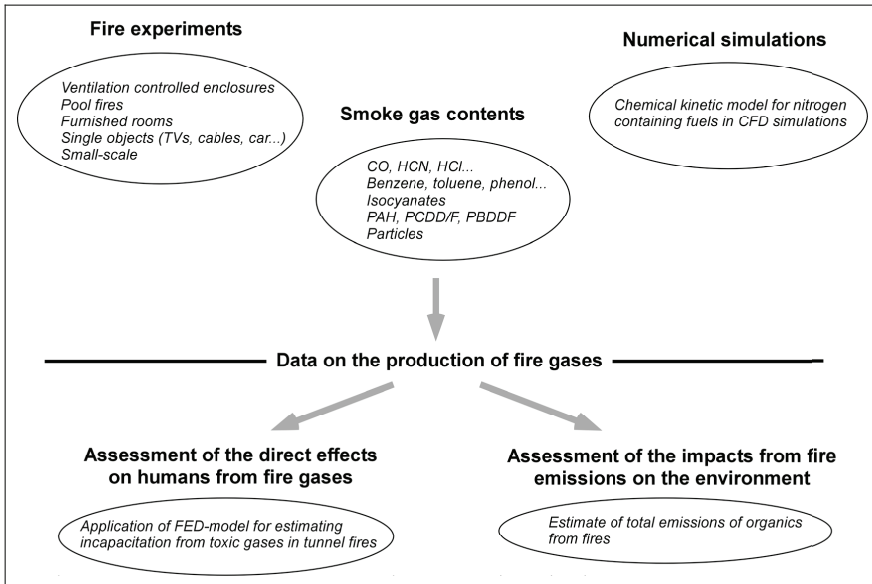 Fire experiments
Ventilation controlled enclosures
Pool fires
Furnished rooms
Single objects (TVs, cables, car...)
Small-scale
Smoke gas contents
CO, HCN, HCl...
Benzene, toluene, phenol...
Isocyanates
PAH, PCDD/F, PBDDF
Particles
Numerical simulations
Chemical kinetic model for nitrogen
containing fuels in CFD simulations
Data on the production of fire gases
Assessment of the direct effects
on humans from fire gases
Application of FED-model for estimating
incapacitation from toxic gases in tunnel fires
Assessment of the impacts from fire
emissions on the environment
Estimate of total emissions of organics
from fires